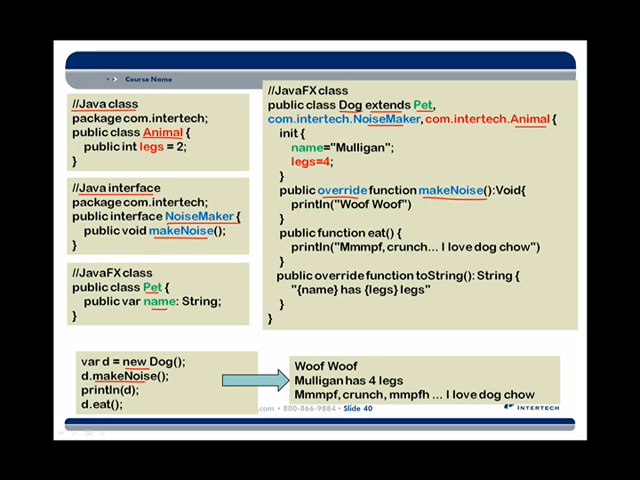 Course Name
//Java class
package com.intertech;
public class Animal {
public int legs = 2;
}
//Java interface
package com.intertech;
public interface NoiseMaker {
public void makeNoise();
}
//JavaFX class
public class Pet {
public var name: String;
}
//JavaFX class
public class Dog extends Pet,
com.intertech.NoiseMaker, com.intertech.Animal {
init {
name="Mulligan";
legs=4;
}
public override function makeNoise():Void{
println("Woof Woof")
}
public function eat() {
println("Mmmpf, crunch... I love dog chow")
}
public override function toString(): String {
"{name} has {legs} legs"
}
}
var d = new Dog();
d.makeNoise();
println(d);
d.eat();
Woof Woof
Mulligan has 4 legs
Mmmpf, crunch, mmpfh ... I love dog chow
.com • 800-866-9884 • Slide 40
INTERTECH